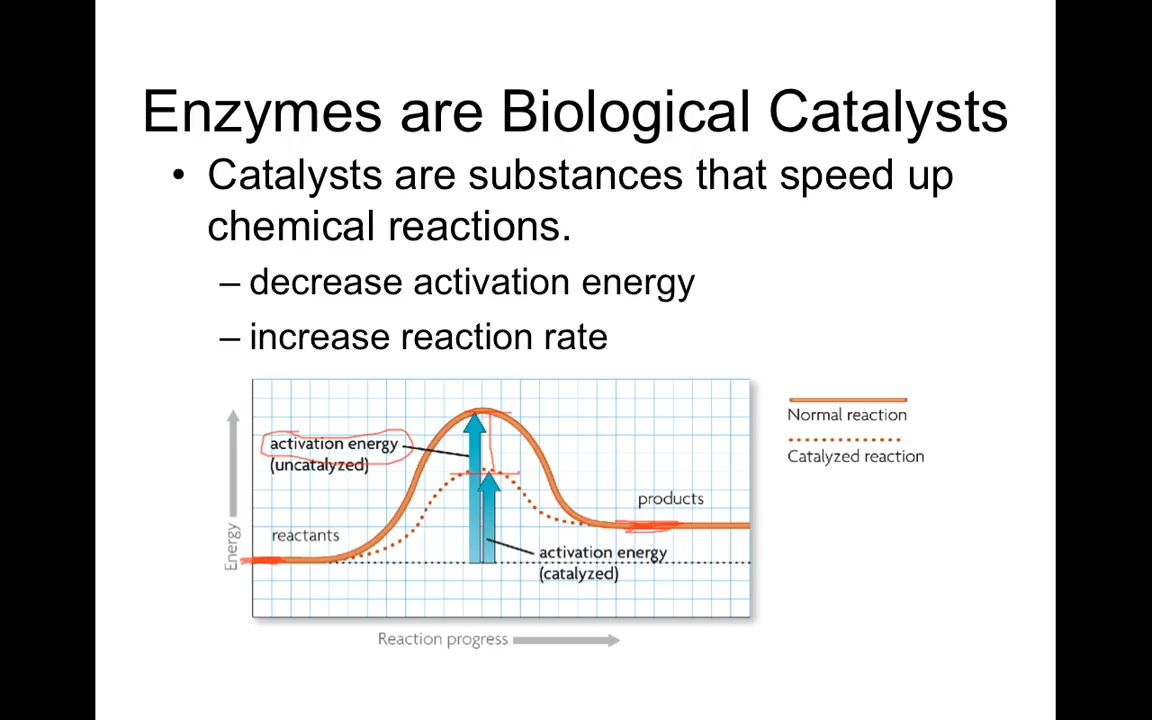 Enzymes are Biological Catalysts
• Catalysts are substances that speed up
chemical reactions.
– decrease activation energy
– increase reaction rate
Normal reaction
Catalyzed reaction
activation energy
(uncatalyzed)
products
reactants
activation energy
(catalyzed)
Energy
Reaction progress